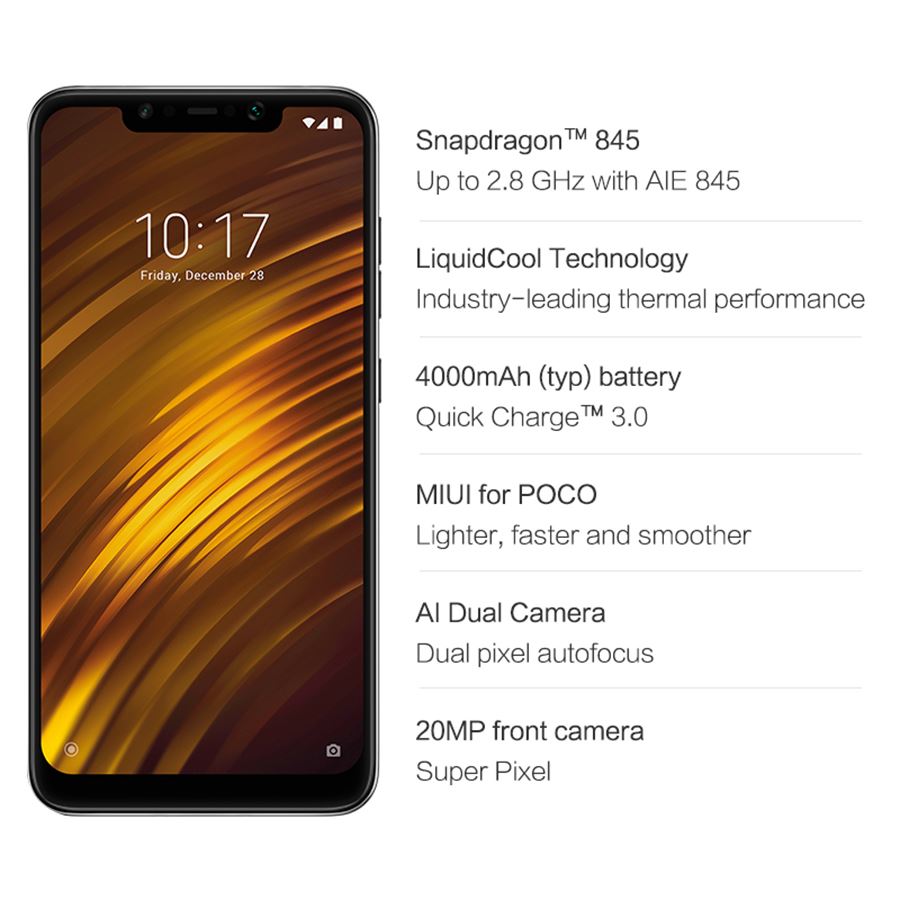 10:17
Friday, December 28
Snapdragon™ 845
Up to 2.8 GHz with AIE 845
LiquidCool Technology
Industry-leading thermal performance
4000mAh (typ) battery
Quick Charge™ 3.0
MIUI for POCO
Lighter, faster and smoother
AI Dual Camera
Dual pixel autofocus
20MP front camera
Super Pixel